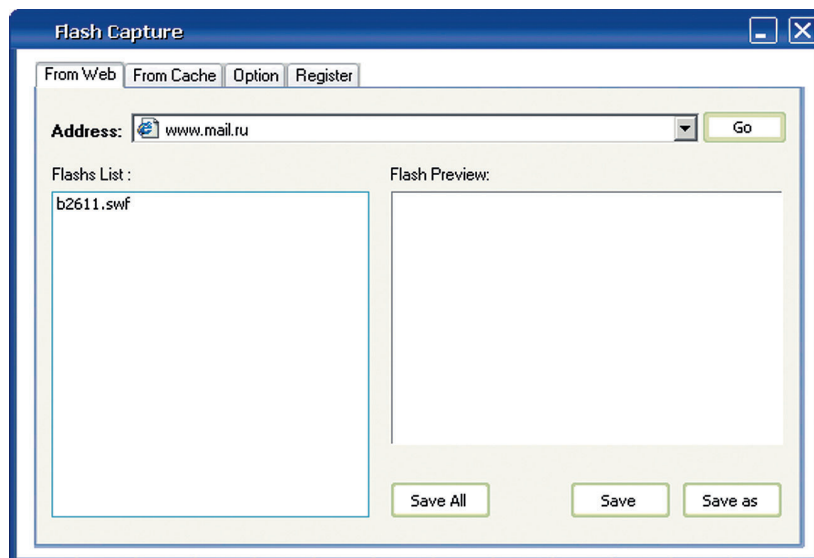 Flash Capture
From Web From Cache Option Register
Address: www.mail.ru Go
Flashs List : Flash Preview:
b2611.swf
Save All Save Save as